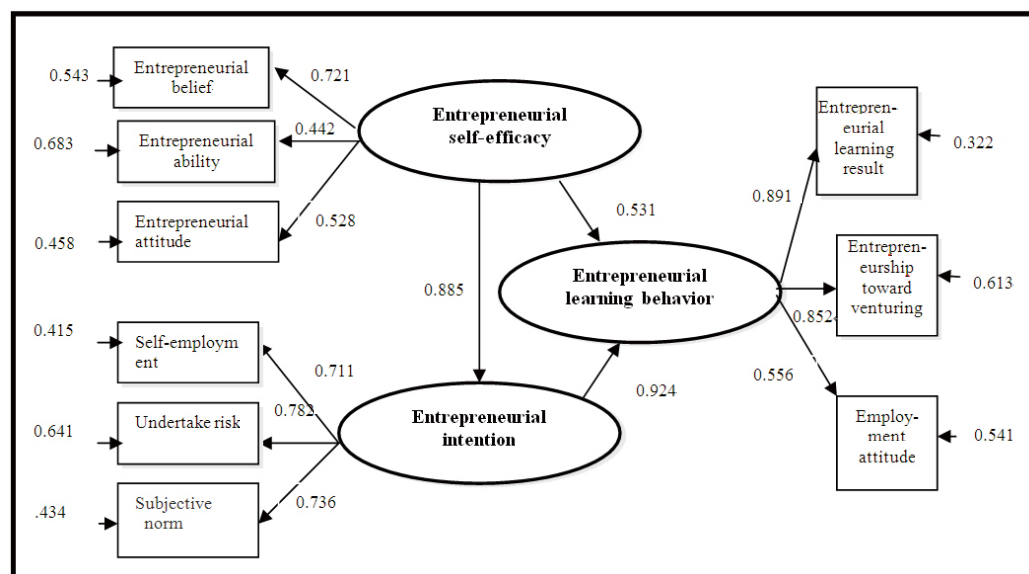 0.543
Entrepreneurial
belief
0.721
Entrepreneurial
self-efficacy
Entrepren-
eurial
learning
result
0.322
0.683
Entrepreneurial
ability
0.442
0.891
0.458
Entrepreneurial
attitude
0.528
0.531
Entrepreneurial
learning behavior
Entrepren-
eurship
toward
venturing
0.613
0.885
0.852
0.415
Self-employm
ent
0.711
0.556
0.641
Undertake risk
0.782
Entrepreneurial
intention
0.924
Employ-
ment
attitude
0.541
.434
Subjective
norm
0.736